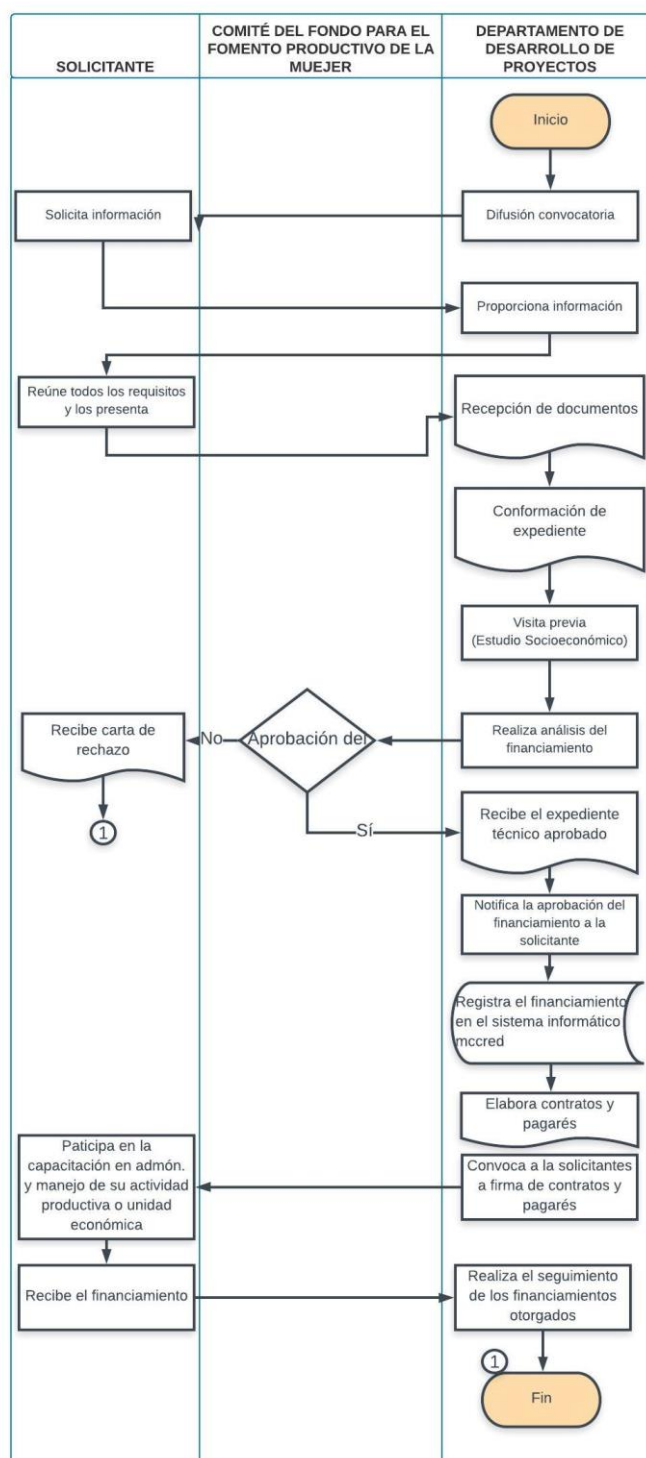 SOLICITANTE
COMITÉ DEL FONDO PARA EL
FOMENTO PRODUCTIVO DE LA
MUEJER
DEPARTAMENTO DE
DESARROLLO DE
PROYECTOS
Inicio
Solicita información
Difusión convocatoria
Proporciona información
Reúne todos los requisitos
y los presenta
Recepción de documentos
Conformación de
expediente
Visita previa
(Estudio Socioeconómico)
Recibe carta de
rechazo
No
Aprobación del
Realiza análisis del
financiamiento
1
Sí
Recibe el expediente
técnico aprobado
Notifica la aprobación del
financiamiento a la
solicitante
Registra el financiamiento
en el sistema informático
mccred
Elabora contratos y
pagarés
Paticipa en la
capacitación en admón.
y manejo de su actividad
productiva o unidad
económica
Convoca a la solicitantes
a firma de contratos y
pagarés
Recibe el financiamiento
Realiza el seguimiento
de los financiamientos
otorgados
1
Fin